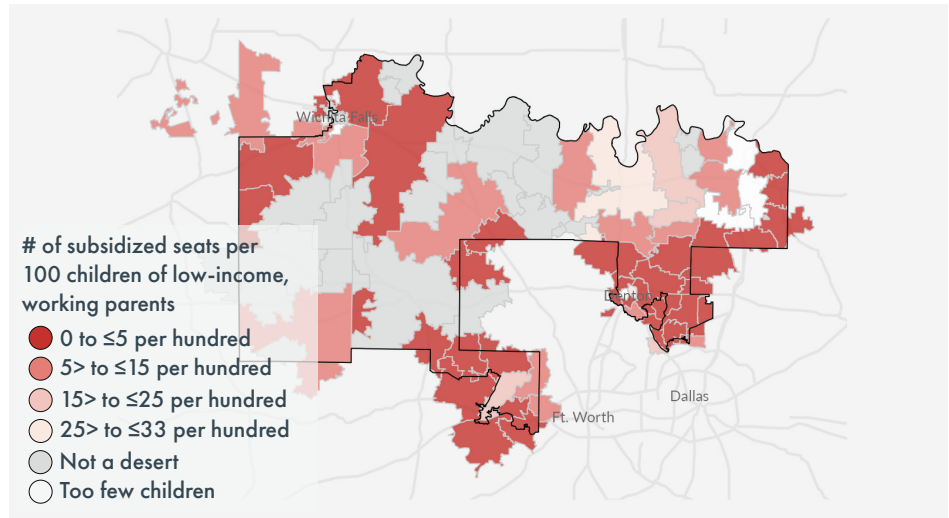 Wichita Falls
# of subsidized seats per
100 children of low-income,
working parents
0 to ≤5 per hundred
5> to ≤15 per hundred
15> to ≤25 per hundred
25> to ≤33 per hundred
Not a desert
Too few children
Denton
Dallas
Ft. Worth